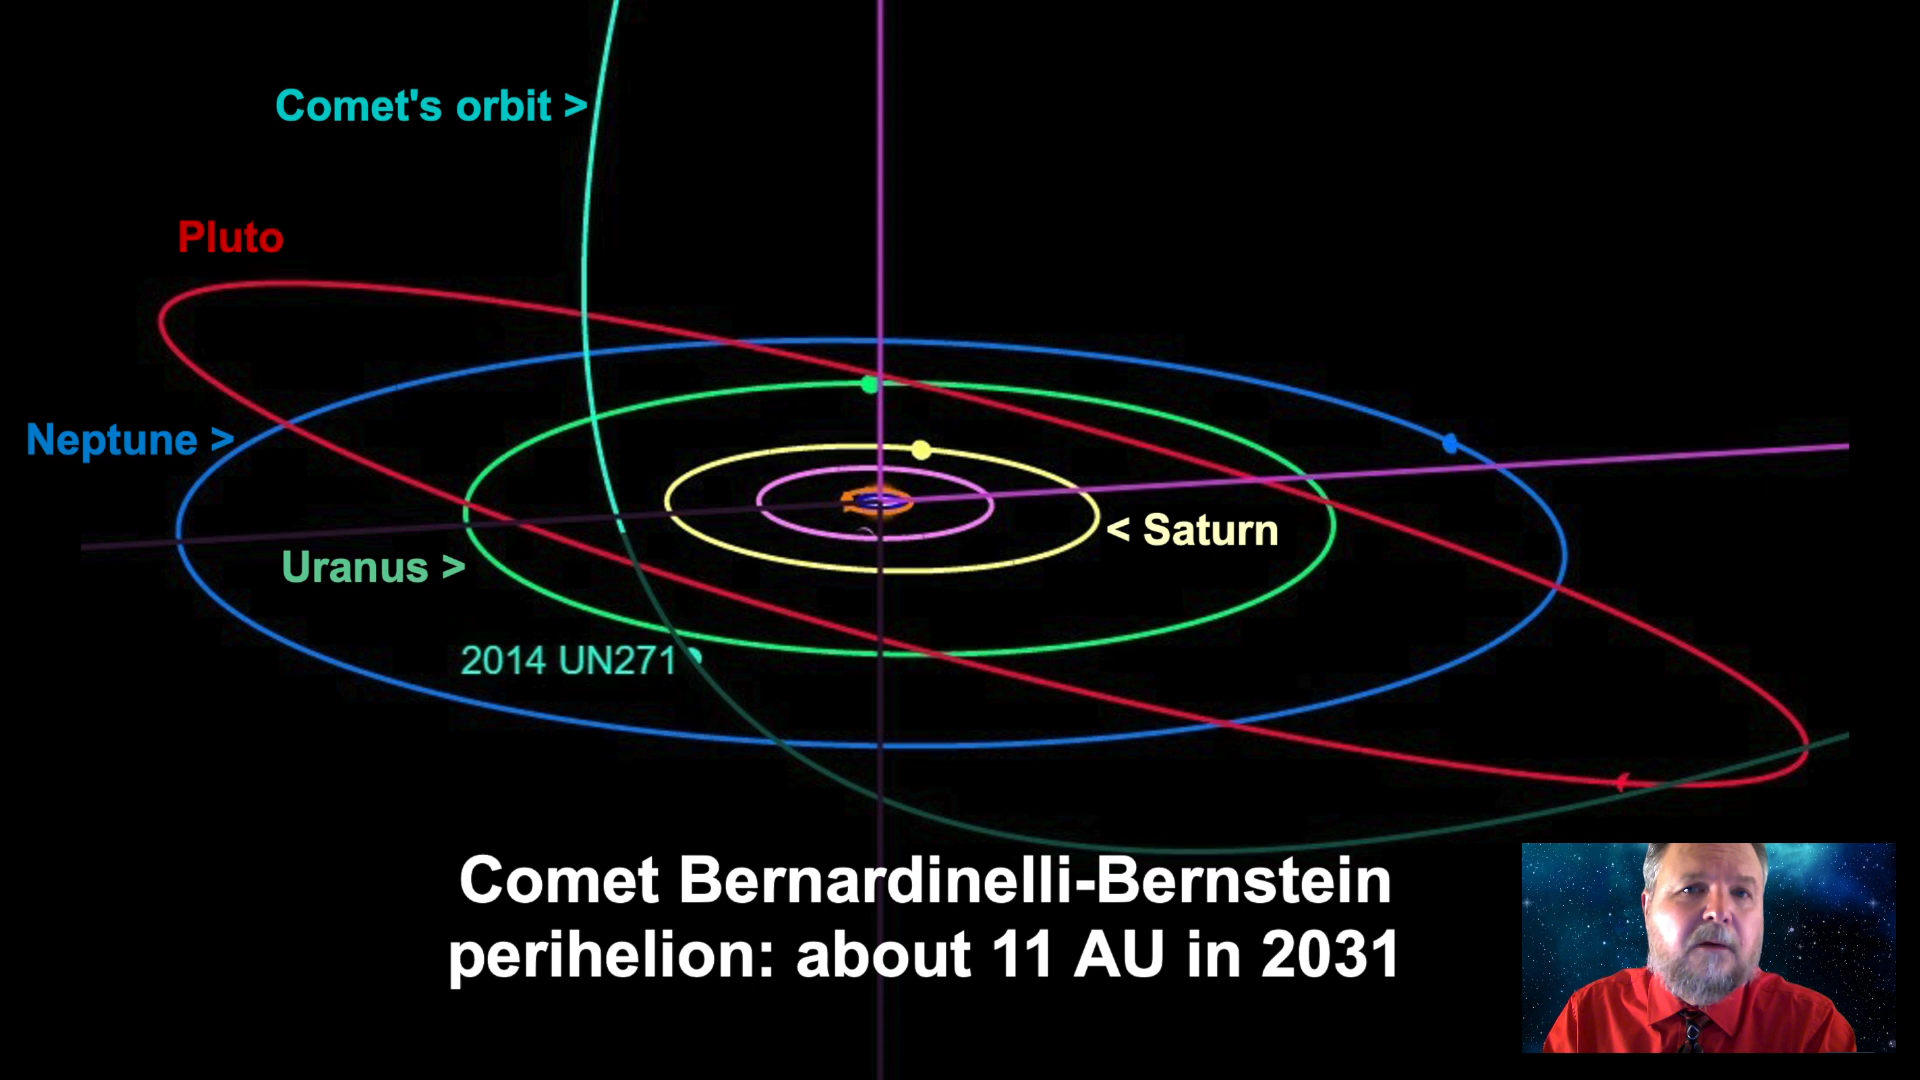 Comet's orbit >
Pluto
Neptune >
< Saturn
Uranus >
2014 UN271
Comet Bernardinelli-Bernstein
perihelion: about 11 AU in 2031